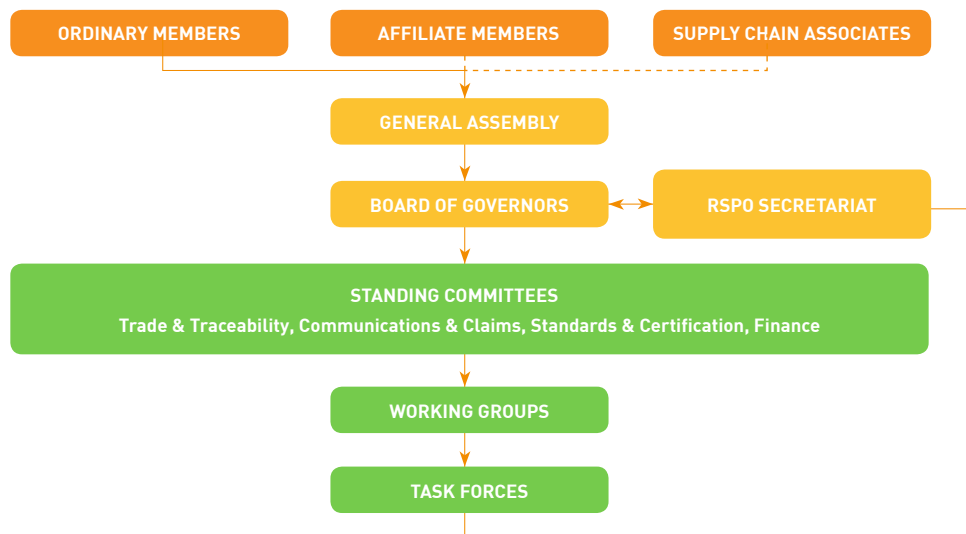 ORDINARY MEMBERS
AFFILIATE MEMBERS
SUPPLY CHAIN ASSOCIATES
GENERAL ASSEMBLY
BOARD OF GOVERNORS
RSPO SECRETARIAT
STANDING COMMITTEES
Trade & Traceability, Communications & Claims, Standards & Certification, Finance
WORKING GROUPS
TASK FORCES